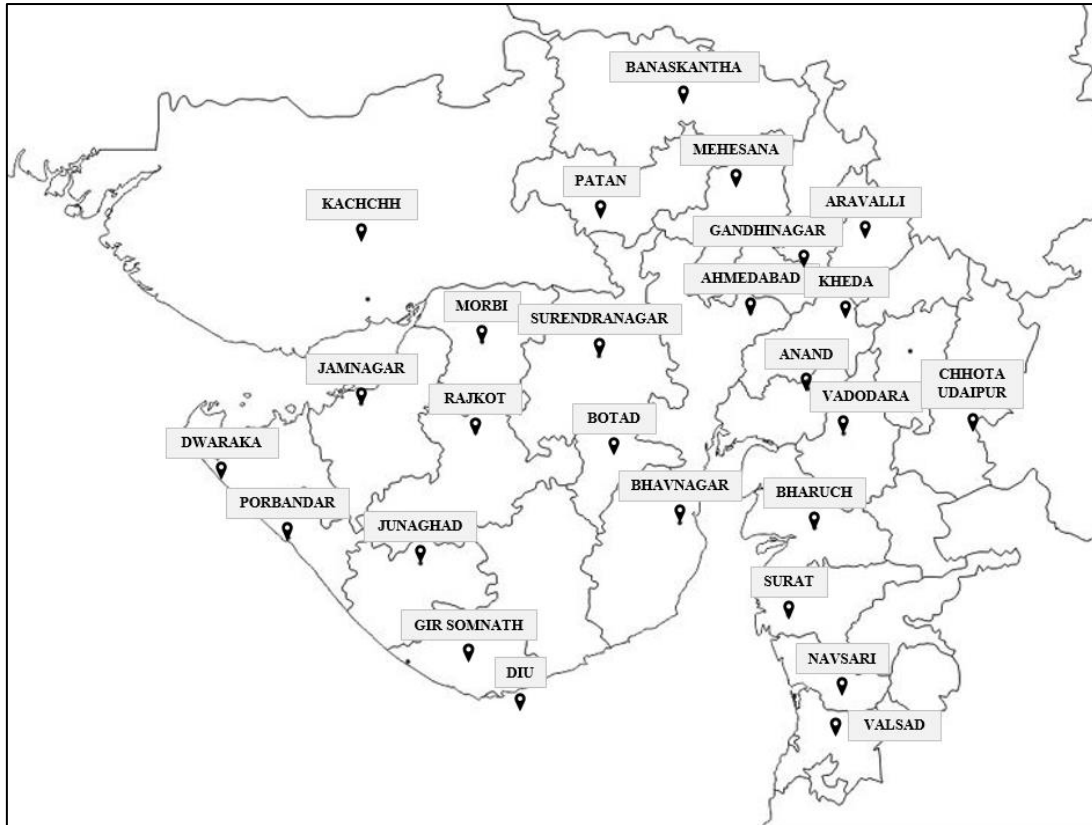 BANASKANTHA
MEHESANA
PATAN
KACHCHH
ARAVALLI
GANDHINAGAR
AHMEDABAD
KHEDA
MORBI
SURENDRANAGAR
JAMNAGAR
ANAND
CHHOTA
UDAIPUR
RAJKOT
VADODARA
BOTAD
DWARAKA
BHAVNAGAR
BHARUCH
PORBANDAR
JUNAGHAD
SURAT
GIR SOMNATH
NAVSARI
DIU
VALSAD